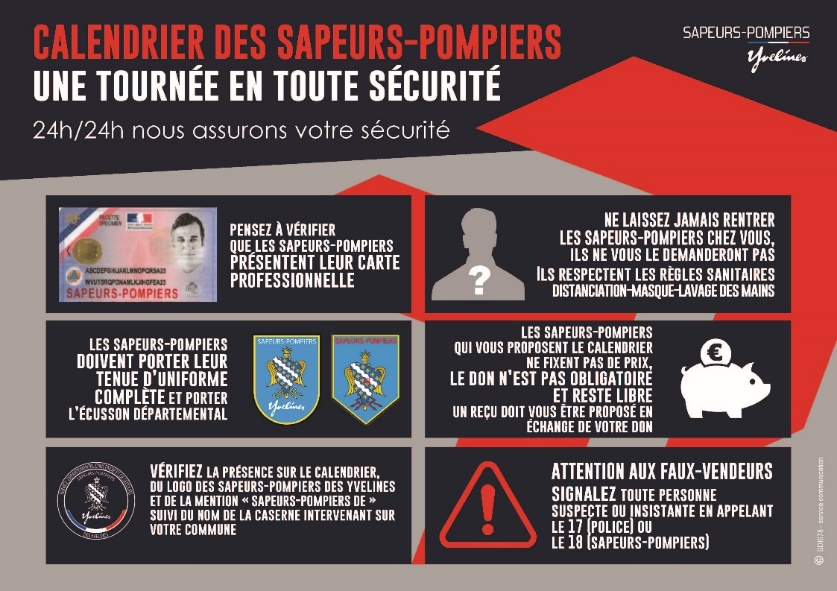 CALENDRIER DES SAPEURS-POMPIERS
UNE TOURNÉE EN TOUTE SÉCURITÉ
24h/24h nous assurons votre sécurité
SAPEURS-POMPIERS
Yvelines
PENSEZ À VÉRIFIER
QUE LES SAPEURS-POMPIERS
PRÉSENTENT LEUR CARTE
PROFESSIONNELLE
SPECIMEN
SAPEURS-POMPIERS
NE LAISSEZ JAMAIS RENTRER
LES SAPEURS-POMPIERS CHEZ VOUS,
ILS NE VOUS LE DEMANDERONT PAS
ILS RESPECTENT LES RÈGLES SANITAIRES
DISTANCIATION-MASQUE-LAVAGE DES MAINS
?
LES SAPEURS-POMPIERS
DOIVENT PORTER LEUR
TENUE D'UNIFORME
COMPLÈTE ET PORTER
L'ÉCUSSON DÉPARTEMENTAL
SAPEURS-POMPIERS
Yvelines
SAPEURS-POMPIERS
LES SAPEURS-POMPIERS
QUI VOUS PROPOSENT LE CALENDRIER
NE FIXENT PAS DE PRIX,
LE DON N'EST PAS OBLIGATOIRE
ET RESTE LIBRE
UN REÇU DOIT VOUS ÊTRE PROPOSÉ EN
ÉCHANGE DE VOTRE DON
€
VÉRIFIEZ LA PRÉSENCE SUR LE CALENDRIER,
DU LOGO DES SAPEURS-POMPIERS DES YVELINES
ET DE LA MENTION « SAPEURS-POMPIERS DE »
SUIVI DU NOM DE LA CASERNE INTERVENANT SUR
VOTRE COMMUNE
SAPEURS-POMPIERS
Yvelines
ATTENTION AUX FAUX-VENDEURS
SIGNALEZ TOUTE PERSONNE
SUSPECTE OU INSISTANTE EN APPELANT
LE 17 (POLICE) OU
LE 18 (SAPEURS-POMPIERS)
© SDIS78 - service communication